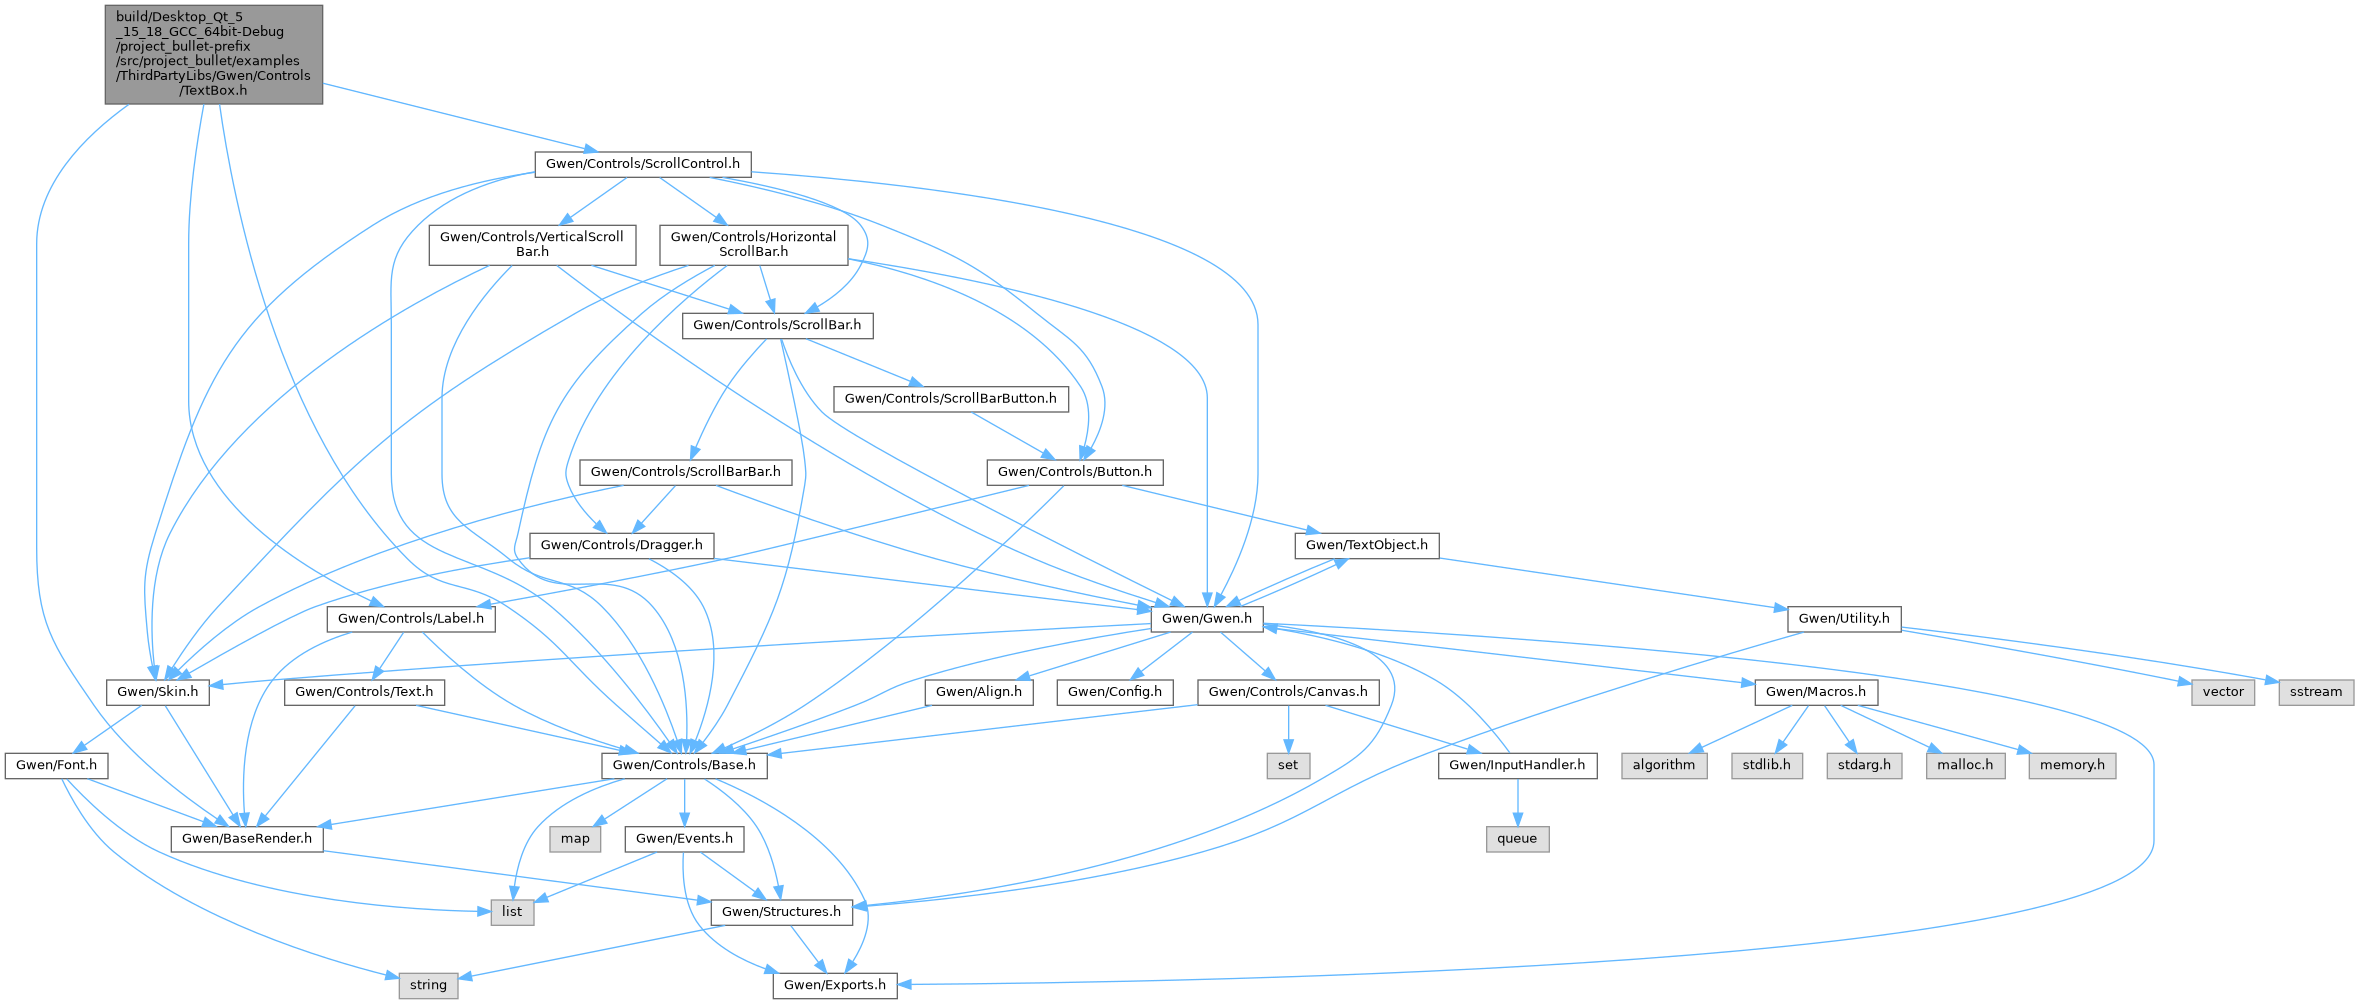 build/Desktop_Qt_5
_15_18_GCC_64bit-Debug
/project_bullet-prefix
/src/project_bullet/examples
/ThirdPartyLibs/Gwen/Controls
/TextBox.h
Gwen/Controls/ScrollControl.h
Gwen/Controls/VerticalScroll
Bar.h
Gwen/Controls/Horizontal
ScrollBar.h
Gwen/Controls/ScrollBar.h
Gwen/Controls/ScrollBarButton.h
Gwen/Controls/ScrollBarBar.h
Gwen/Controls/Button.h
Gwen/Controls/Dragger.h
Gwen/TextObject.h
Gwen/Controls/Label.h
Gwen/Gwen.h
Gwen/Utility.h
Gwen/Skin.h
Gwen/Controls/Text.h
Gwen/Align.h
Gwen/Config.h
Gwen/Controls/Canvas.h
Gwen/Macros.h
vector
sstream
Gwen/Font.h
Gwen/Controls/Base.h
set
Gwen/InputHandler.h
algorithm
stdlib.h
stdarg.h
malloc.h
memory.h
Gwen/BaseRender.h
map
Gwen/Events.h
queue
list
Gwen/Structures.h
string
Gwen/Exports.h